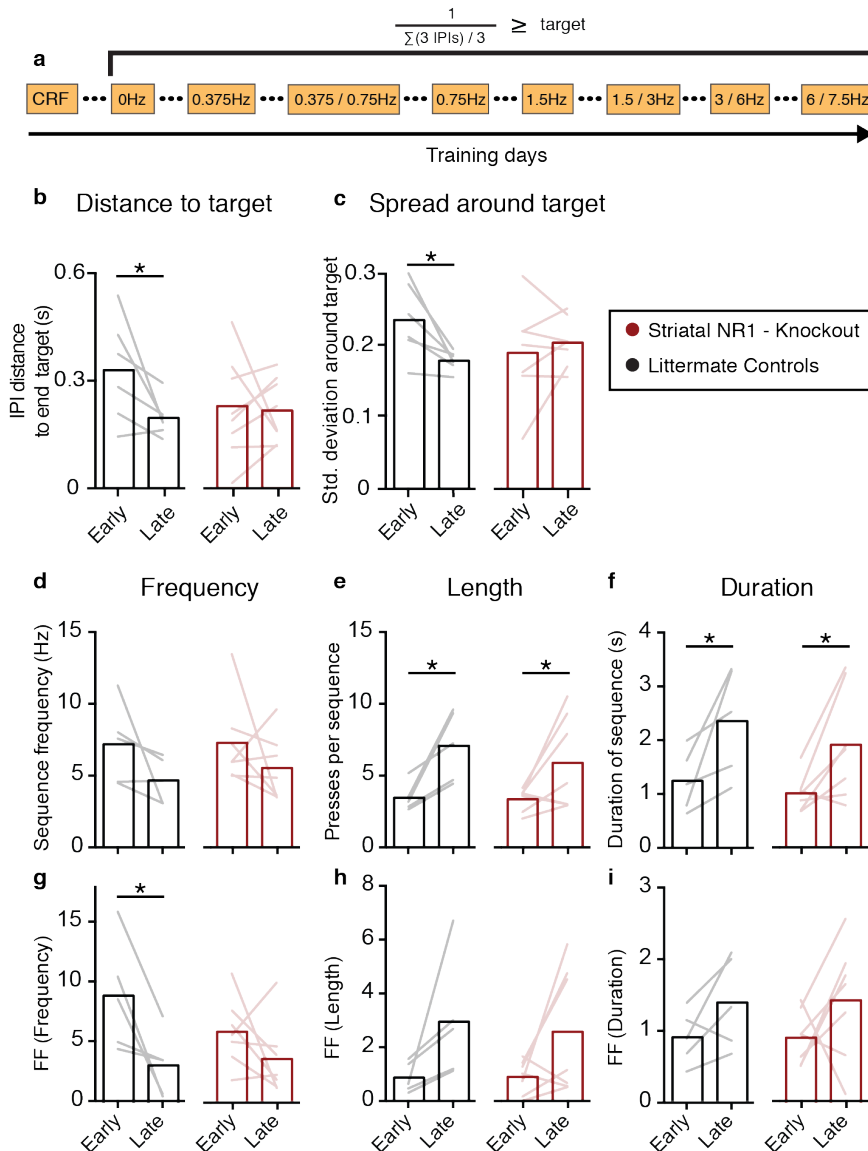 1
∑(3 IPIs) / 3
≥ target
a
CRF ••• 0Hz ••• 0.375Hz ••• 0.375 / 0.75Hz ••• 0.75Hz ••• 1.5Hz ••• 1.5 / 3Hz ••• 3 / 6Hz ••• 6 / 7.5Hz
Training days
b Distance to target
c Spread around target
IPI distance
to end target (s)
0.6
0.3
0
*
Early Late Early Late
Std. deviation around target
0.3
0.2
0.1
0
*
Early Late Early Late
Striatal NR1 - Knockout
Littermate Controls
d Frequency
Sequence frequency (Hz)
15
10
5
0
e Length
Presses per sequence
15
10
5
0
* *
f Duration
Duration of sequence (s)
4
3
2
1
0
* *
g
FF (Frequency)
15
10
5
0
*
Early Late Early Late
h
FF (Length)
8
6
4
2
0
Early Late Early Late
i
FF (Duration)
3
2
1
0
Early Late Early Late